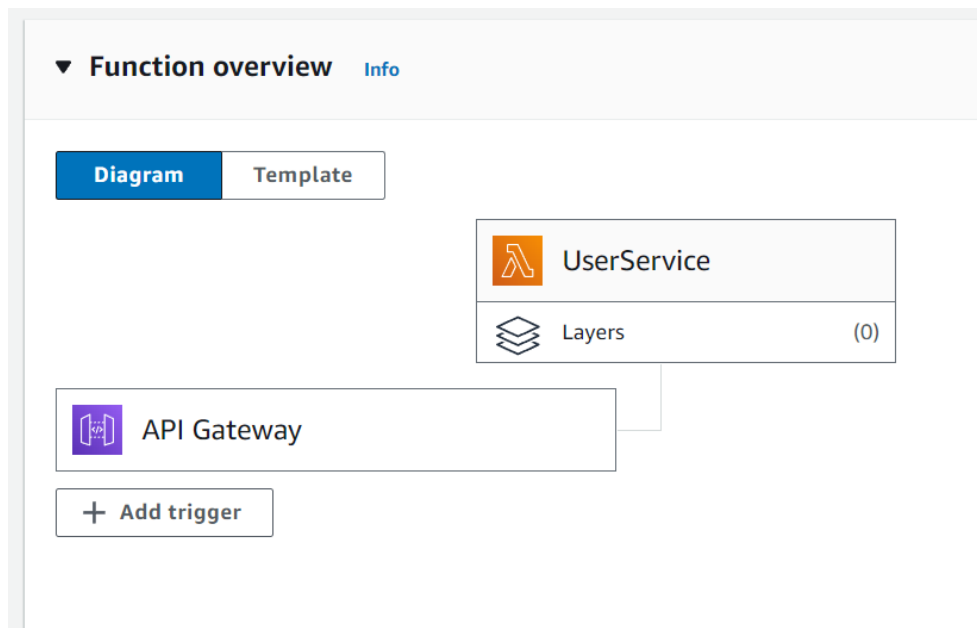 Function overview Info
Diagram Template
UserService
Layers (0)
API Gateway
+ Add trigger